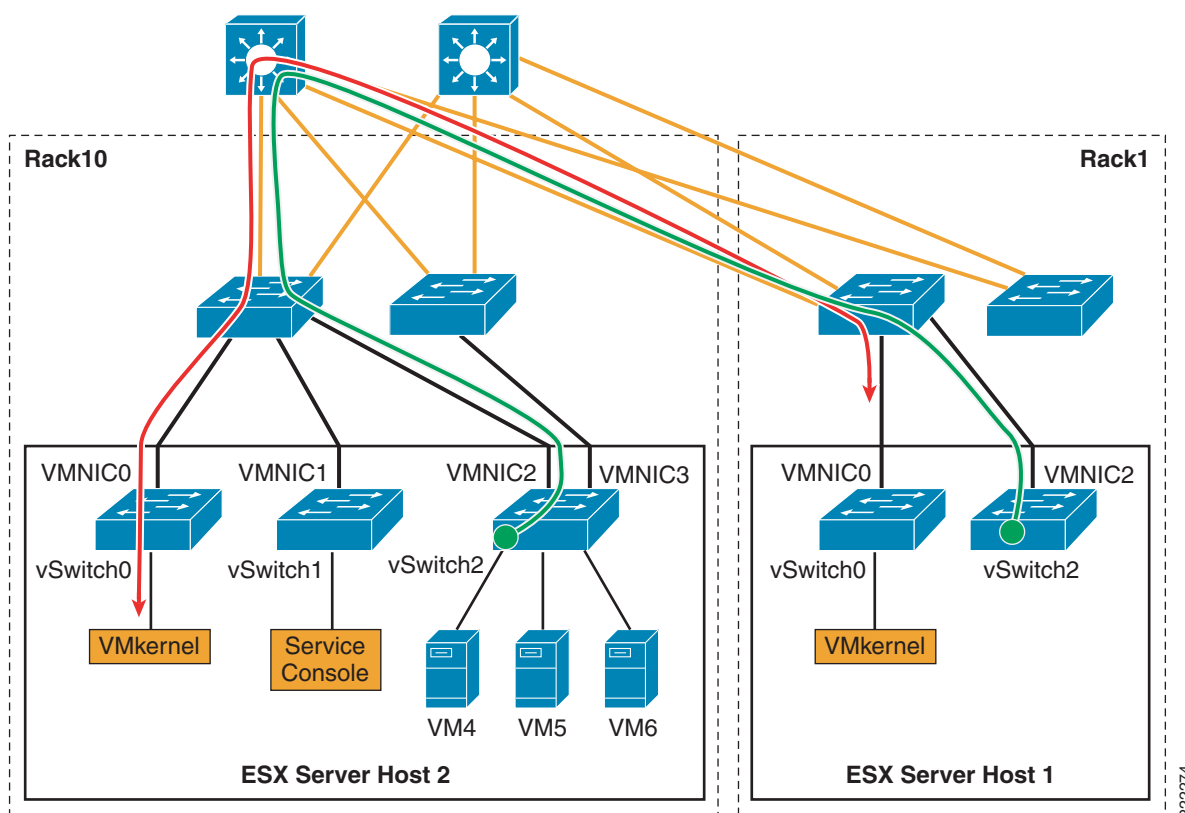 Rack10
Rack1
VMNIC0
VMNIC1
VMNIC2
VMNIC3
VMNIC0
VMNIC2
vSwitch0
vSwitch1
vSwitch2
vSwitch0
vSwitch2
VMkernel
Service
Console
VMkernel
VM4
VM5
VM6
ESX Server Host 2
ESX Server Host 1